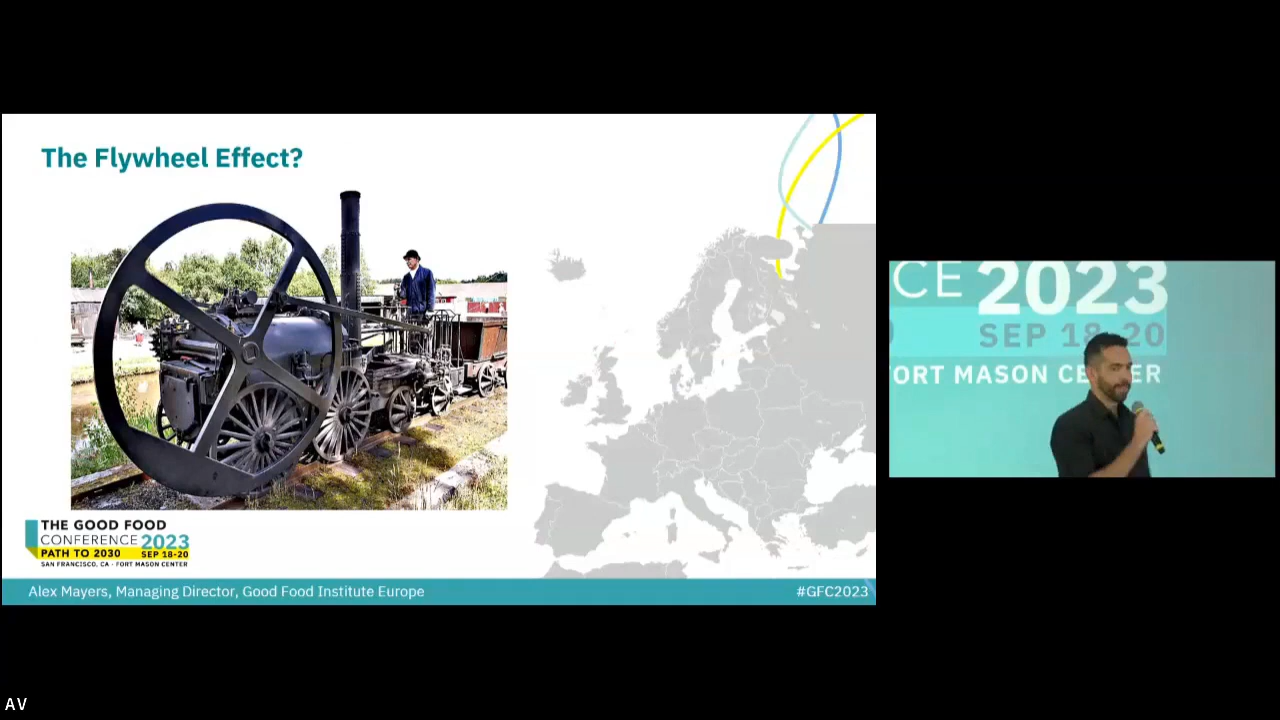 The Flywheel Effect?
THE GOOD FOOD
CONFERENCE 2023
PATH TO 2030 SEP 18-20
SAN FRANCISCO, CA - FORT MASON CENTER
Alex Mayers, Managing Director, Good Food Institute Europe
#GFC2023
CE 2023
SEP 18-20
FORT MASON CE ER
AV